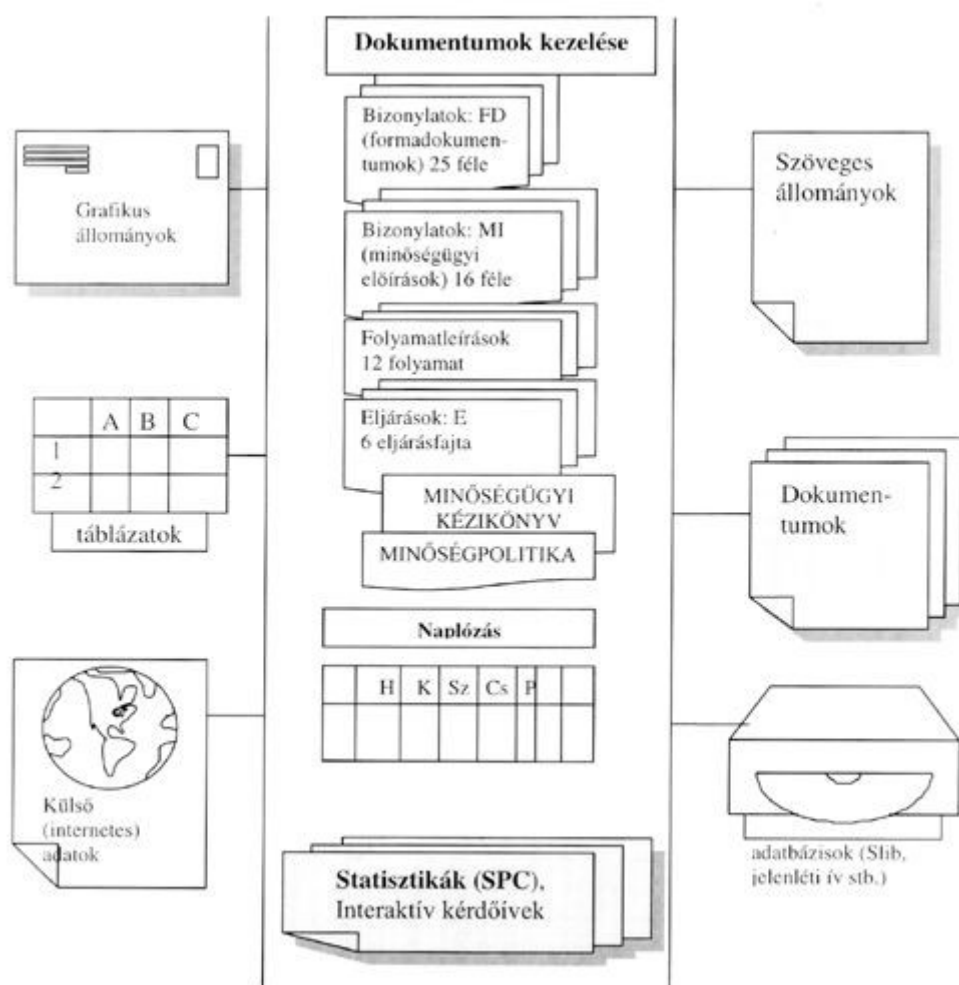 Dokumentumok kezelése
Bizonylatok: FD
(formadokumen-
tumok) 25 féle
Bizonylatok: MI
(minőségügyi
előírások) 16 féle
Folyamatleírások
12 folyamat
Eljárások: E
6 eljárásfajta
MINŐSÉGÜGYI
KÉZIKÖNYV
MINŐSÉGPOLITIKA
Naplózás
H K Sz Cs P
Statisztikák (SPC),
Interaktív kérdőívek
Grafikus
állományok
A B C
1
2
táblázatok
Külső
(internetes)
adatok
Szöveges
állományok
Dokumen-
tumok
adatbázisok (Slib,
jelenléti ív stb.)